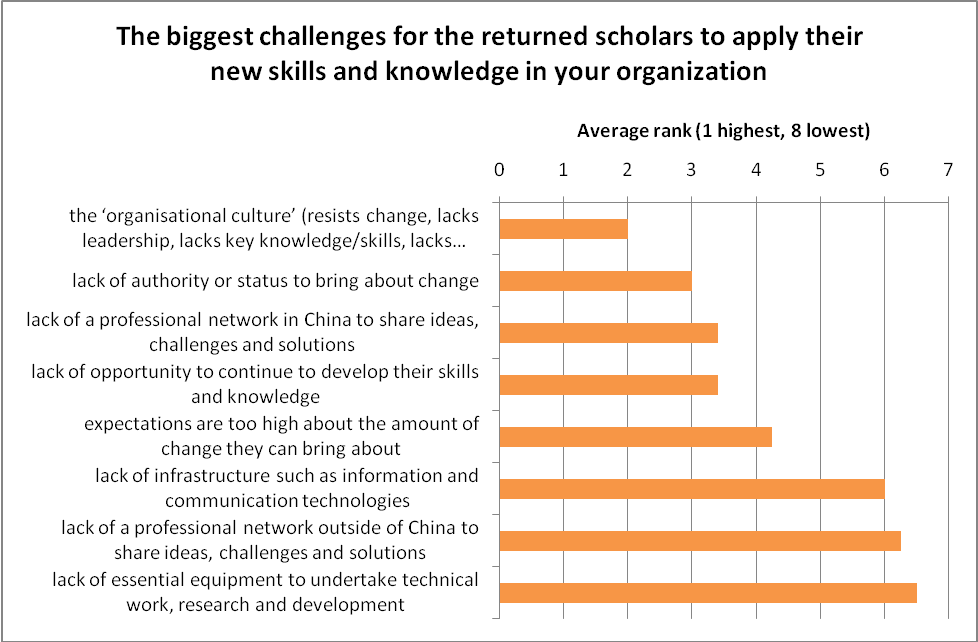 The biggest challenges for the returned scholars to apply their
new skills and knowledge in your organization
Average rank (1 highest, 8 lowest)
0 1 2 3 4 5 6 7
the ‘organisational culture’ (resists change, lacks
leadership, lacks key knowledge/skills, lacks...
lack of authority or status to bring about change
lack of a professional network in China to share ideas,
challenges and solutions
lack of opportunity to continue to develop their skills
and knowledge
expectations are too high about the amount of
change they can bring about
lack of infrastructure such as information and
communication technologies
lack of a professional network outside of China to
share ideas, challenges and solutions
lack of essential equipment to undertake technical
work, research and development